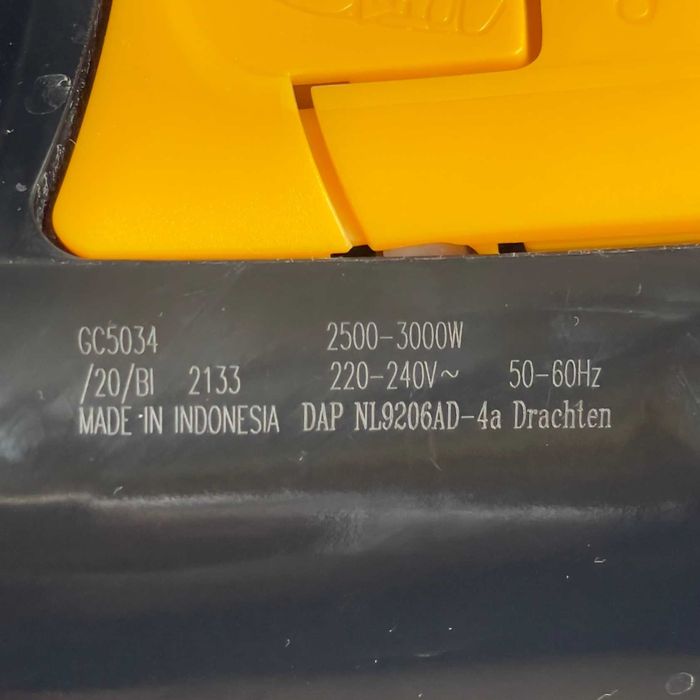 GC5034 2500-3000W
/20/BI 2133 220-240V~ 50-60Hz
MADE IN INDONESIA DAP NL9206AD-4a Drachten